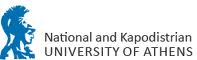 National and Kapodistrian
UNIVERSITY OF ATHENS